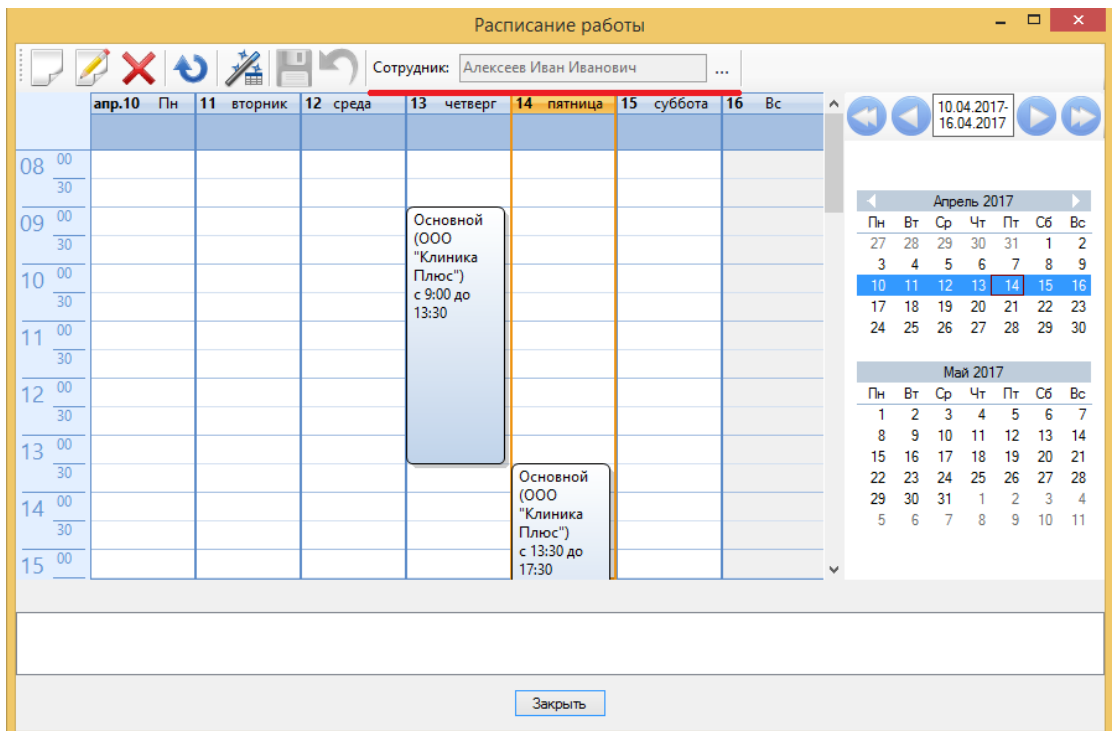 Расписание работы
Сотрудник: Алексеев Иван Иванович ...
апр.10 Пн 11 вторник 12 среда 13 четверг 14 пятница 15 суббота 16 Вс
10.04.2017-
16.04.2017
08 00
30
09 00
30
10 00
30
11 00
30
12 00
30
13 00
30
14 00
30
15 00
Основной
(ООО
"Клиника
Плюс")
с 9:00 до
13:30
Основной
(ООО
"Клиника
Плюс")
с 13:30 до
17:30
Апрель 2017
Пн Вт Ср Чт Пт Сб Вс
27 28 29 30 31 1 2
3 4 5 6 7 8 9
10 11 12 13 14 15 16
17 18 19 20 21 22 23
24 25 26 27 28 29 30
Май 2017
Пн Вт Ср Чт Пт Сб Вс
1 2 3 4 5 6 7
8 9 10 11 12 13 14
15 16 17 18 19 20 21
22 23 24 25 26 27 28
29 30 31 1 2 3 4
5 6 7 8 9 10 11
Закрыть